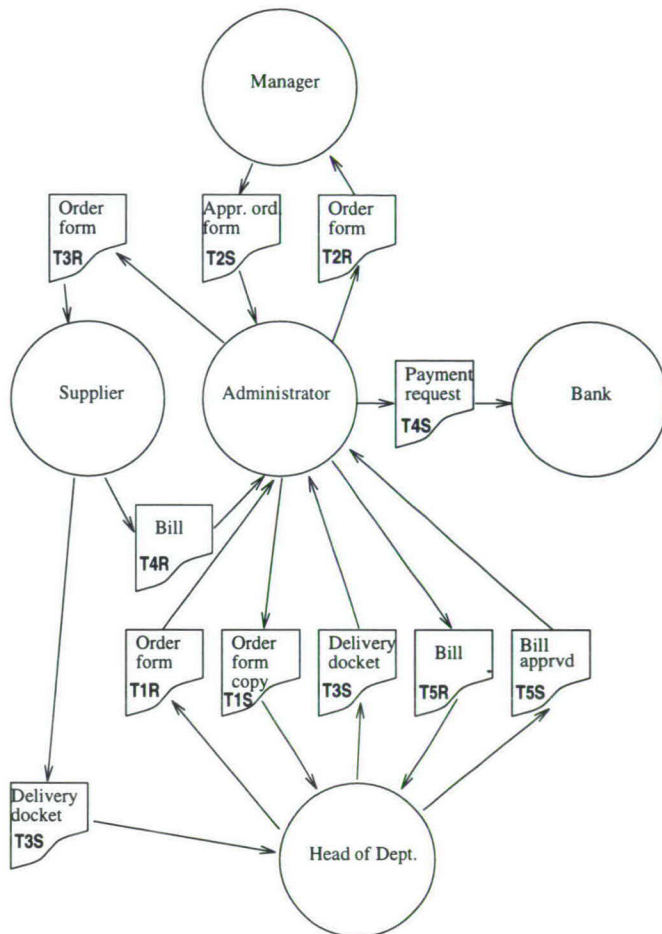 Manager
Order
form
T3R
Appr. ord.
form
T2S
Order
form
T2R
Supplier
Administrator
Payment
request
T4S
Bank
Bill
T4R
Order
form
T1R
Order
form
copy
T1S
Delivery
docket
T3S
Bill
T5R
Bill
apprvd
T5S
Delivery
docket
T3S
Head of Dept.